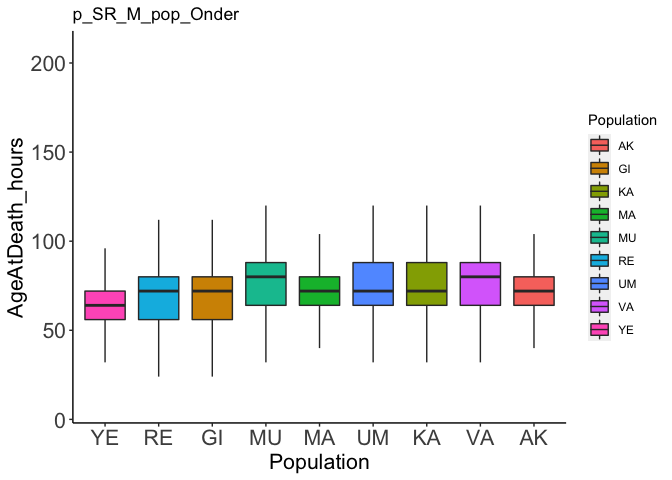 p_SR_M_pop_Onder
AgeAtDeath_hours
200
150
100
50
0
YE RE GI MU MA UM KA VA AK
Population
Population
AK
GI
KA
MA
MU
RE
UM
VA
YE